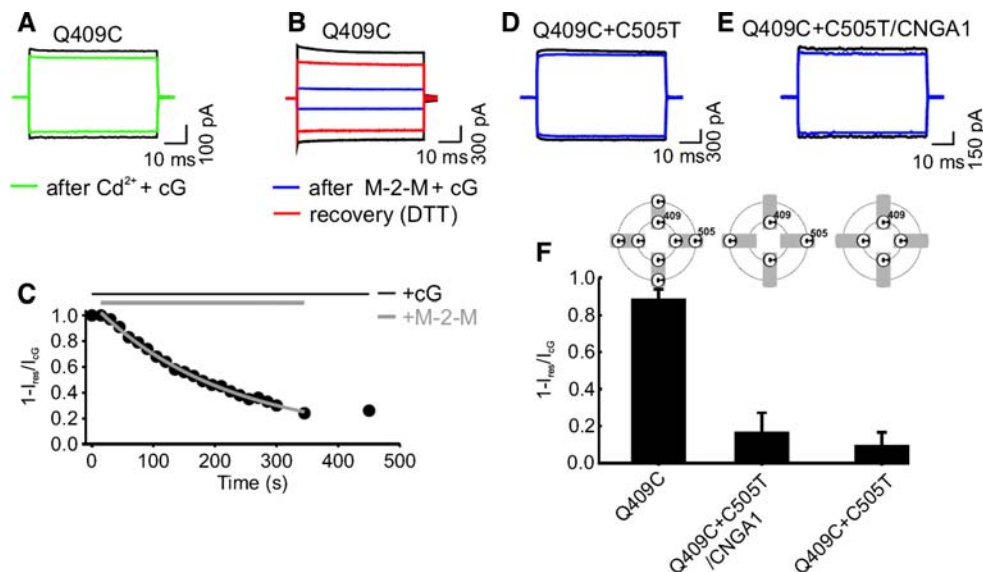 A
Q409C
10 ms
100 pA
after Cd²⁺ + cG
B
Q409C
10 ms
300 pA
after M-2-M + cG
recovery (DTT)
D
Q409C+C505T
10 ms
300 pA
E
Q409C+C505T/CNGA1
10 ms
150 pA
C
+cG
+M-2-M
1-I_res/I_cG
1.0
0.8
0.6
0.4
0.2
0.0
0
100
200
300
400
500
Time (s)
F
C
C
409
C
C
C
C
505
C
C
C
409
C
C
505
C
C
409
C
C
C
1-I_res/I_cG
1.0
0.8
0.6
0.4
0.2
0.0
Q409C
Q409C+C505T
/CNGA1
Q409C+C505T